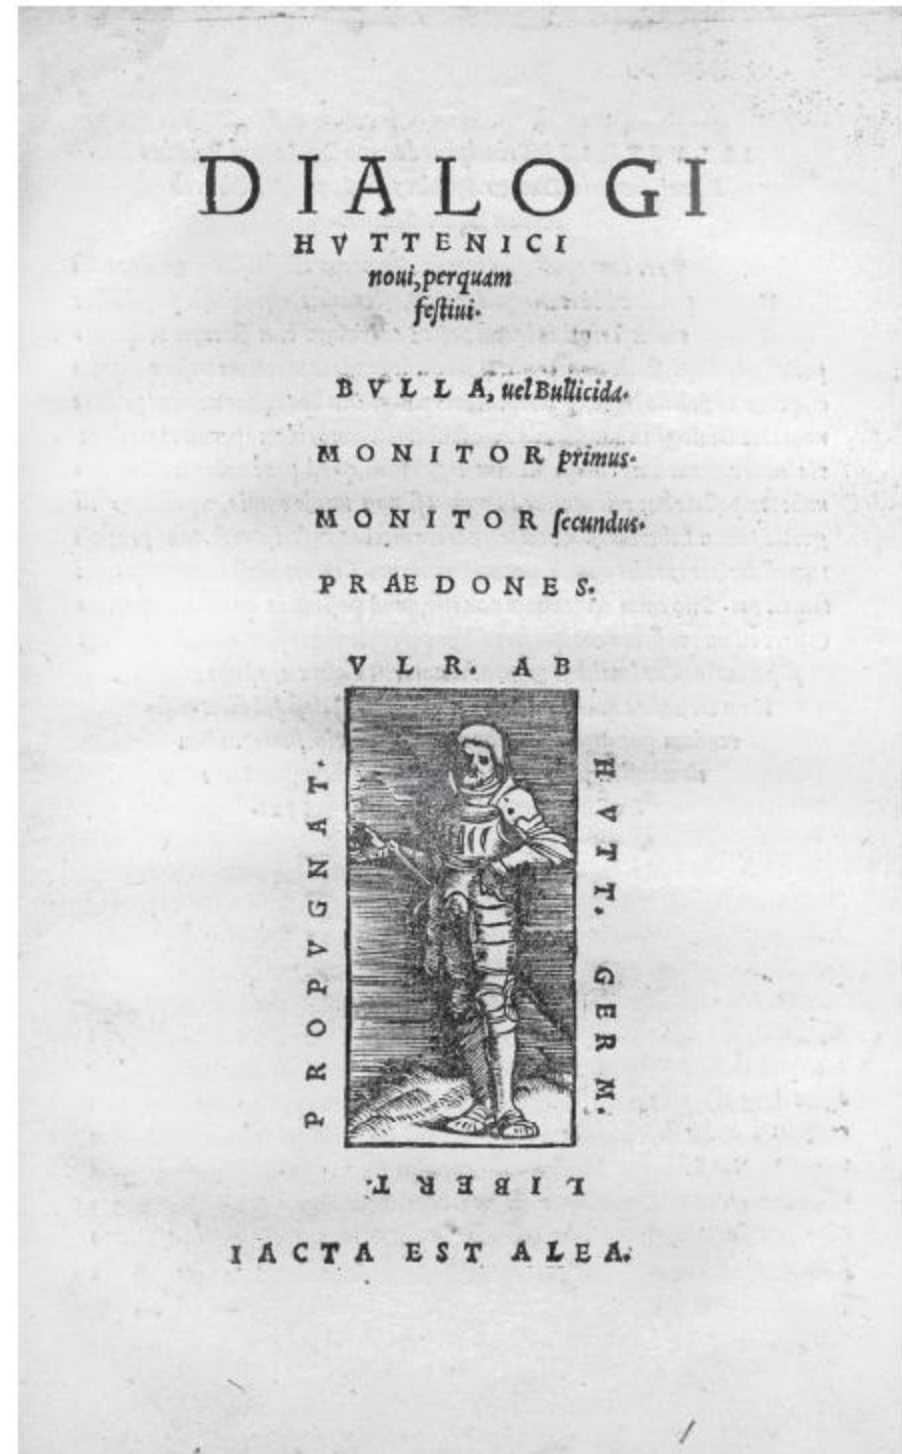 DIALOGI
HVTTENICI
noui, perquam
festiui.
BVLLA, uel Bullicida.
MONITOR primus.
MONITOR secundus.
PRAEDONES.
VLR. AB
HVTT. GERM.
LIBERT.
PROPVGNAT.
IACTA EST ALEA.